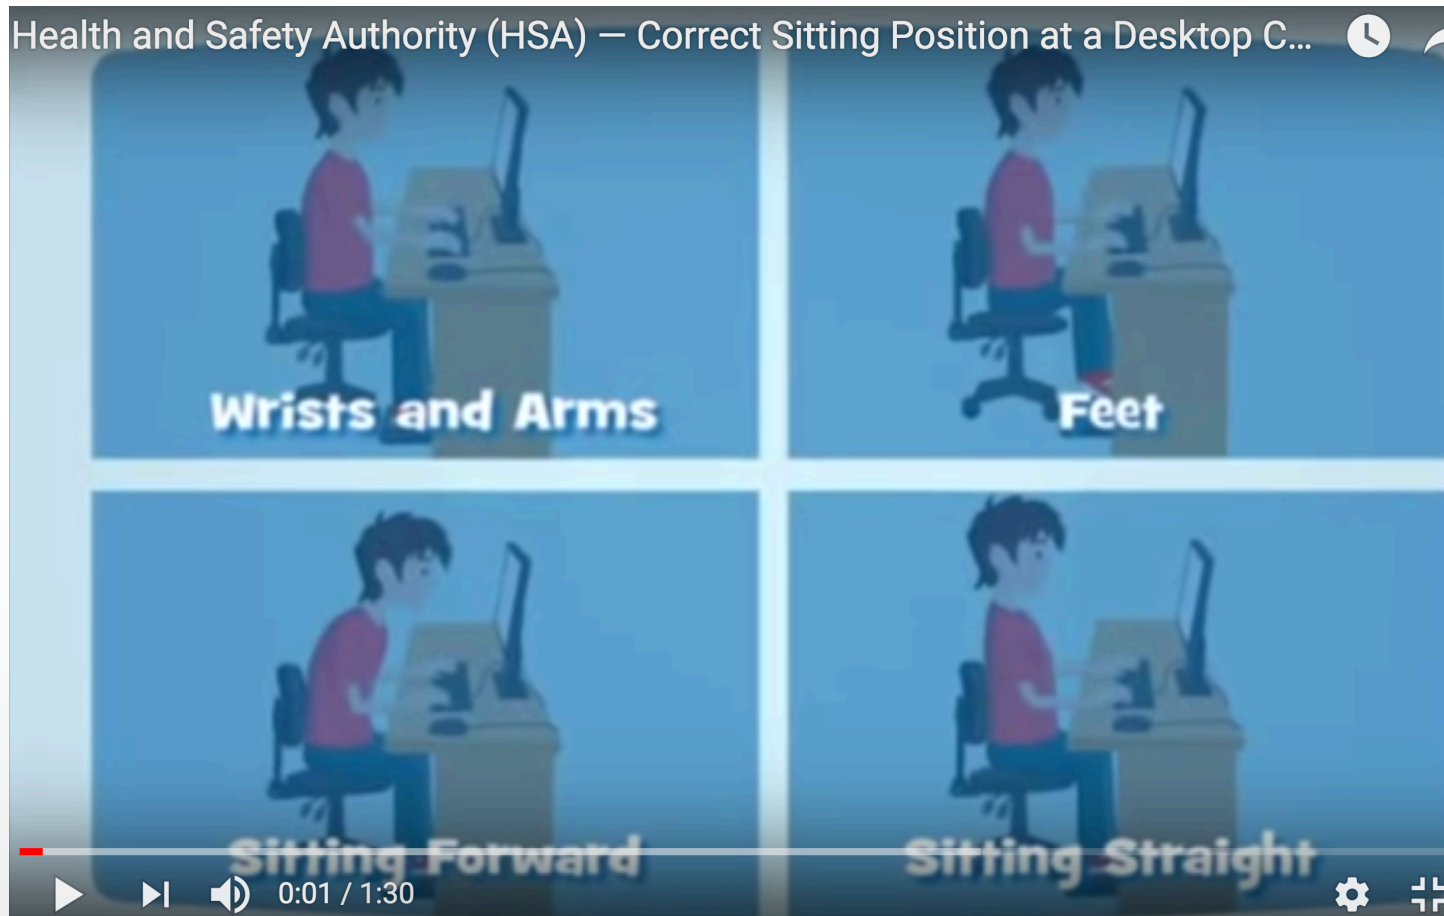 Health and Safety Authority (HSA) — Correct Sitting Position at a Desktop C...
Wrists and Arms
Feet
Sitting Forward
Sitting Straight
0:01 / 1:30